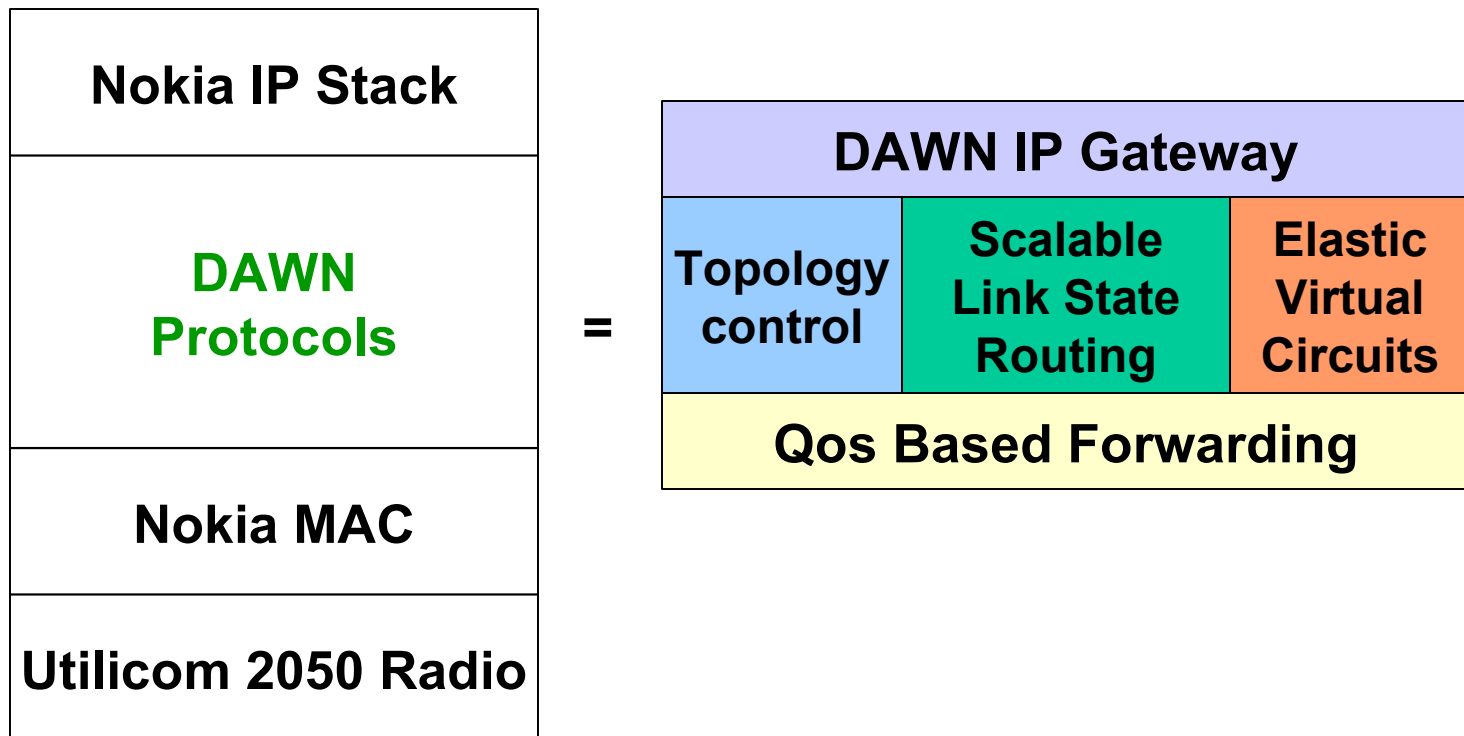 Nokia IP Stack
DAWN
Protocols
Nokia MAC
Utilicom 2050 Radio
=
DAWN IP Gateway
Topology
control
Scalable
Link State
Routing
Elastic
Virtual
Circuits
Qos Based Forwarding